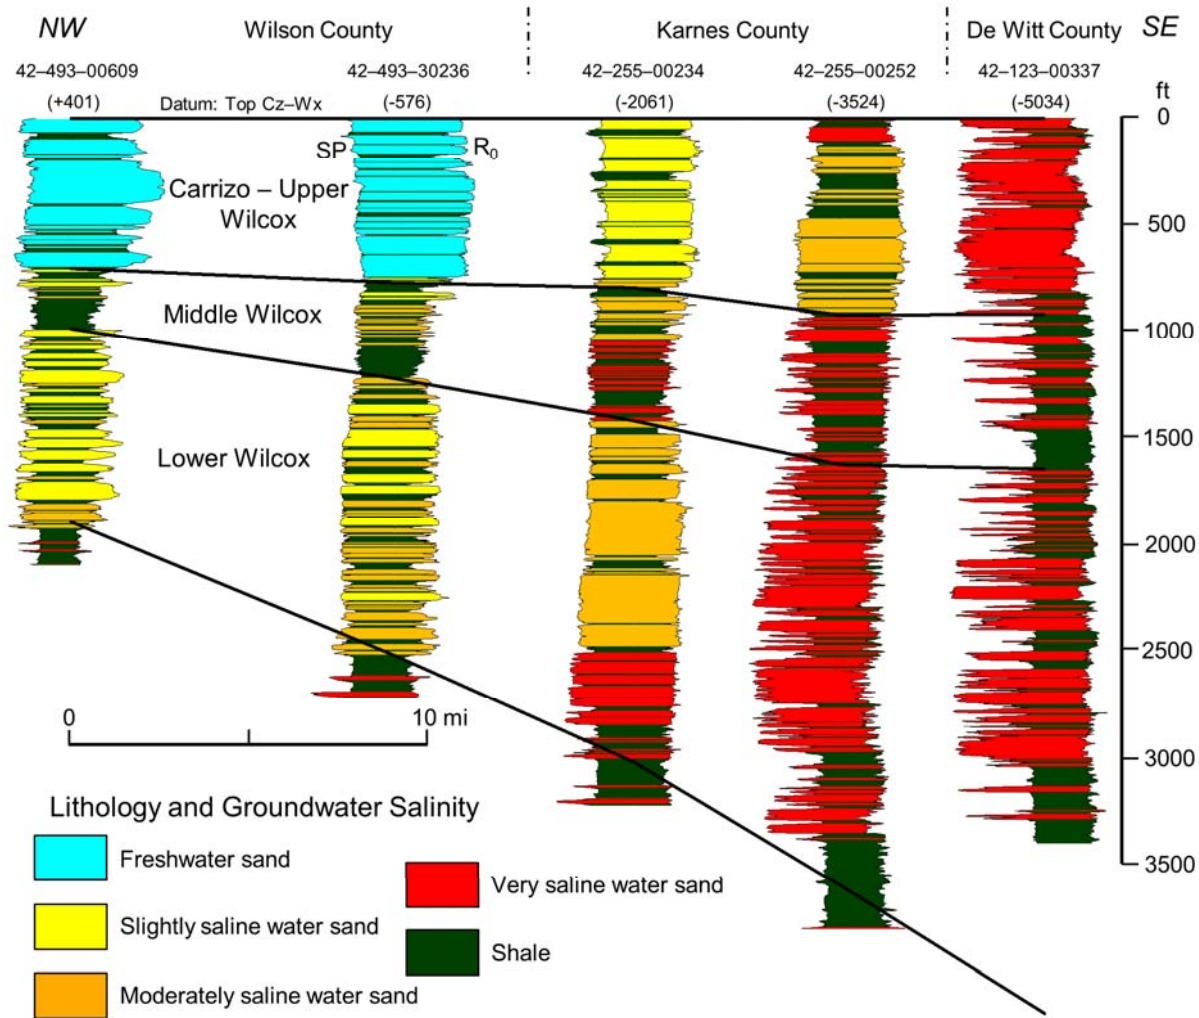 NW Wilson County Karnes County De Witt County SE
42–493–00609 42–493–30236 42–255–00234 42–255–00252 42–123–00337
(+401) Datum: Top Cz–Wx (-576) (-2061) (-3524) (-5034) ft
0
SP R0
Carrizo – Upper
Wilcox
500
Middle Wilcox
1000
Lower Wilcox
1500
2000
2500
0 10 mi
3000
3500
Lithology and Groundwater Salinity
Freshwater sand
Slightly saline water sand
Moderately saline water sand
Very saline water sand
Shale